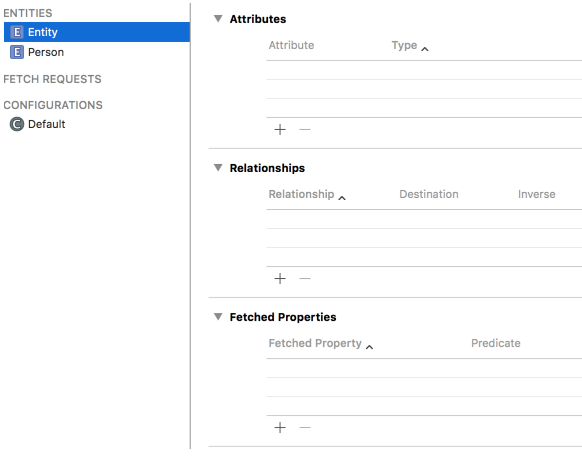 ENTITIES
E Entity
E Person
FETCH REQUESTS
CONFIGURATIONS
C Default
Attributes
Attribute Type
Relationships
Relationship Destination Inverse
Fetched Properties
Fetched Property Predicate